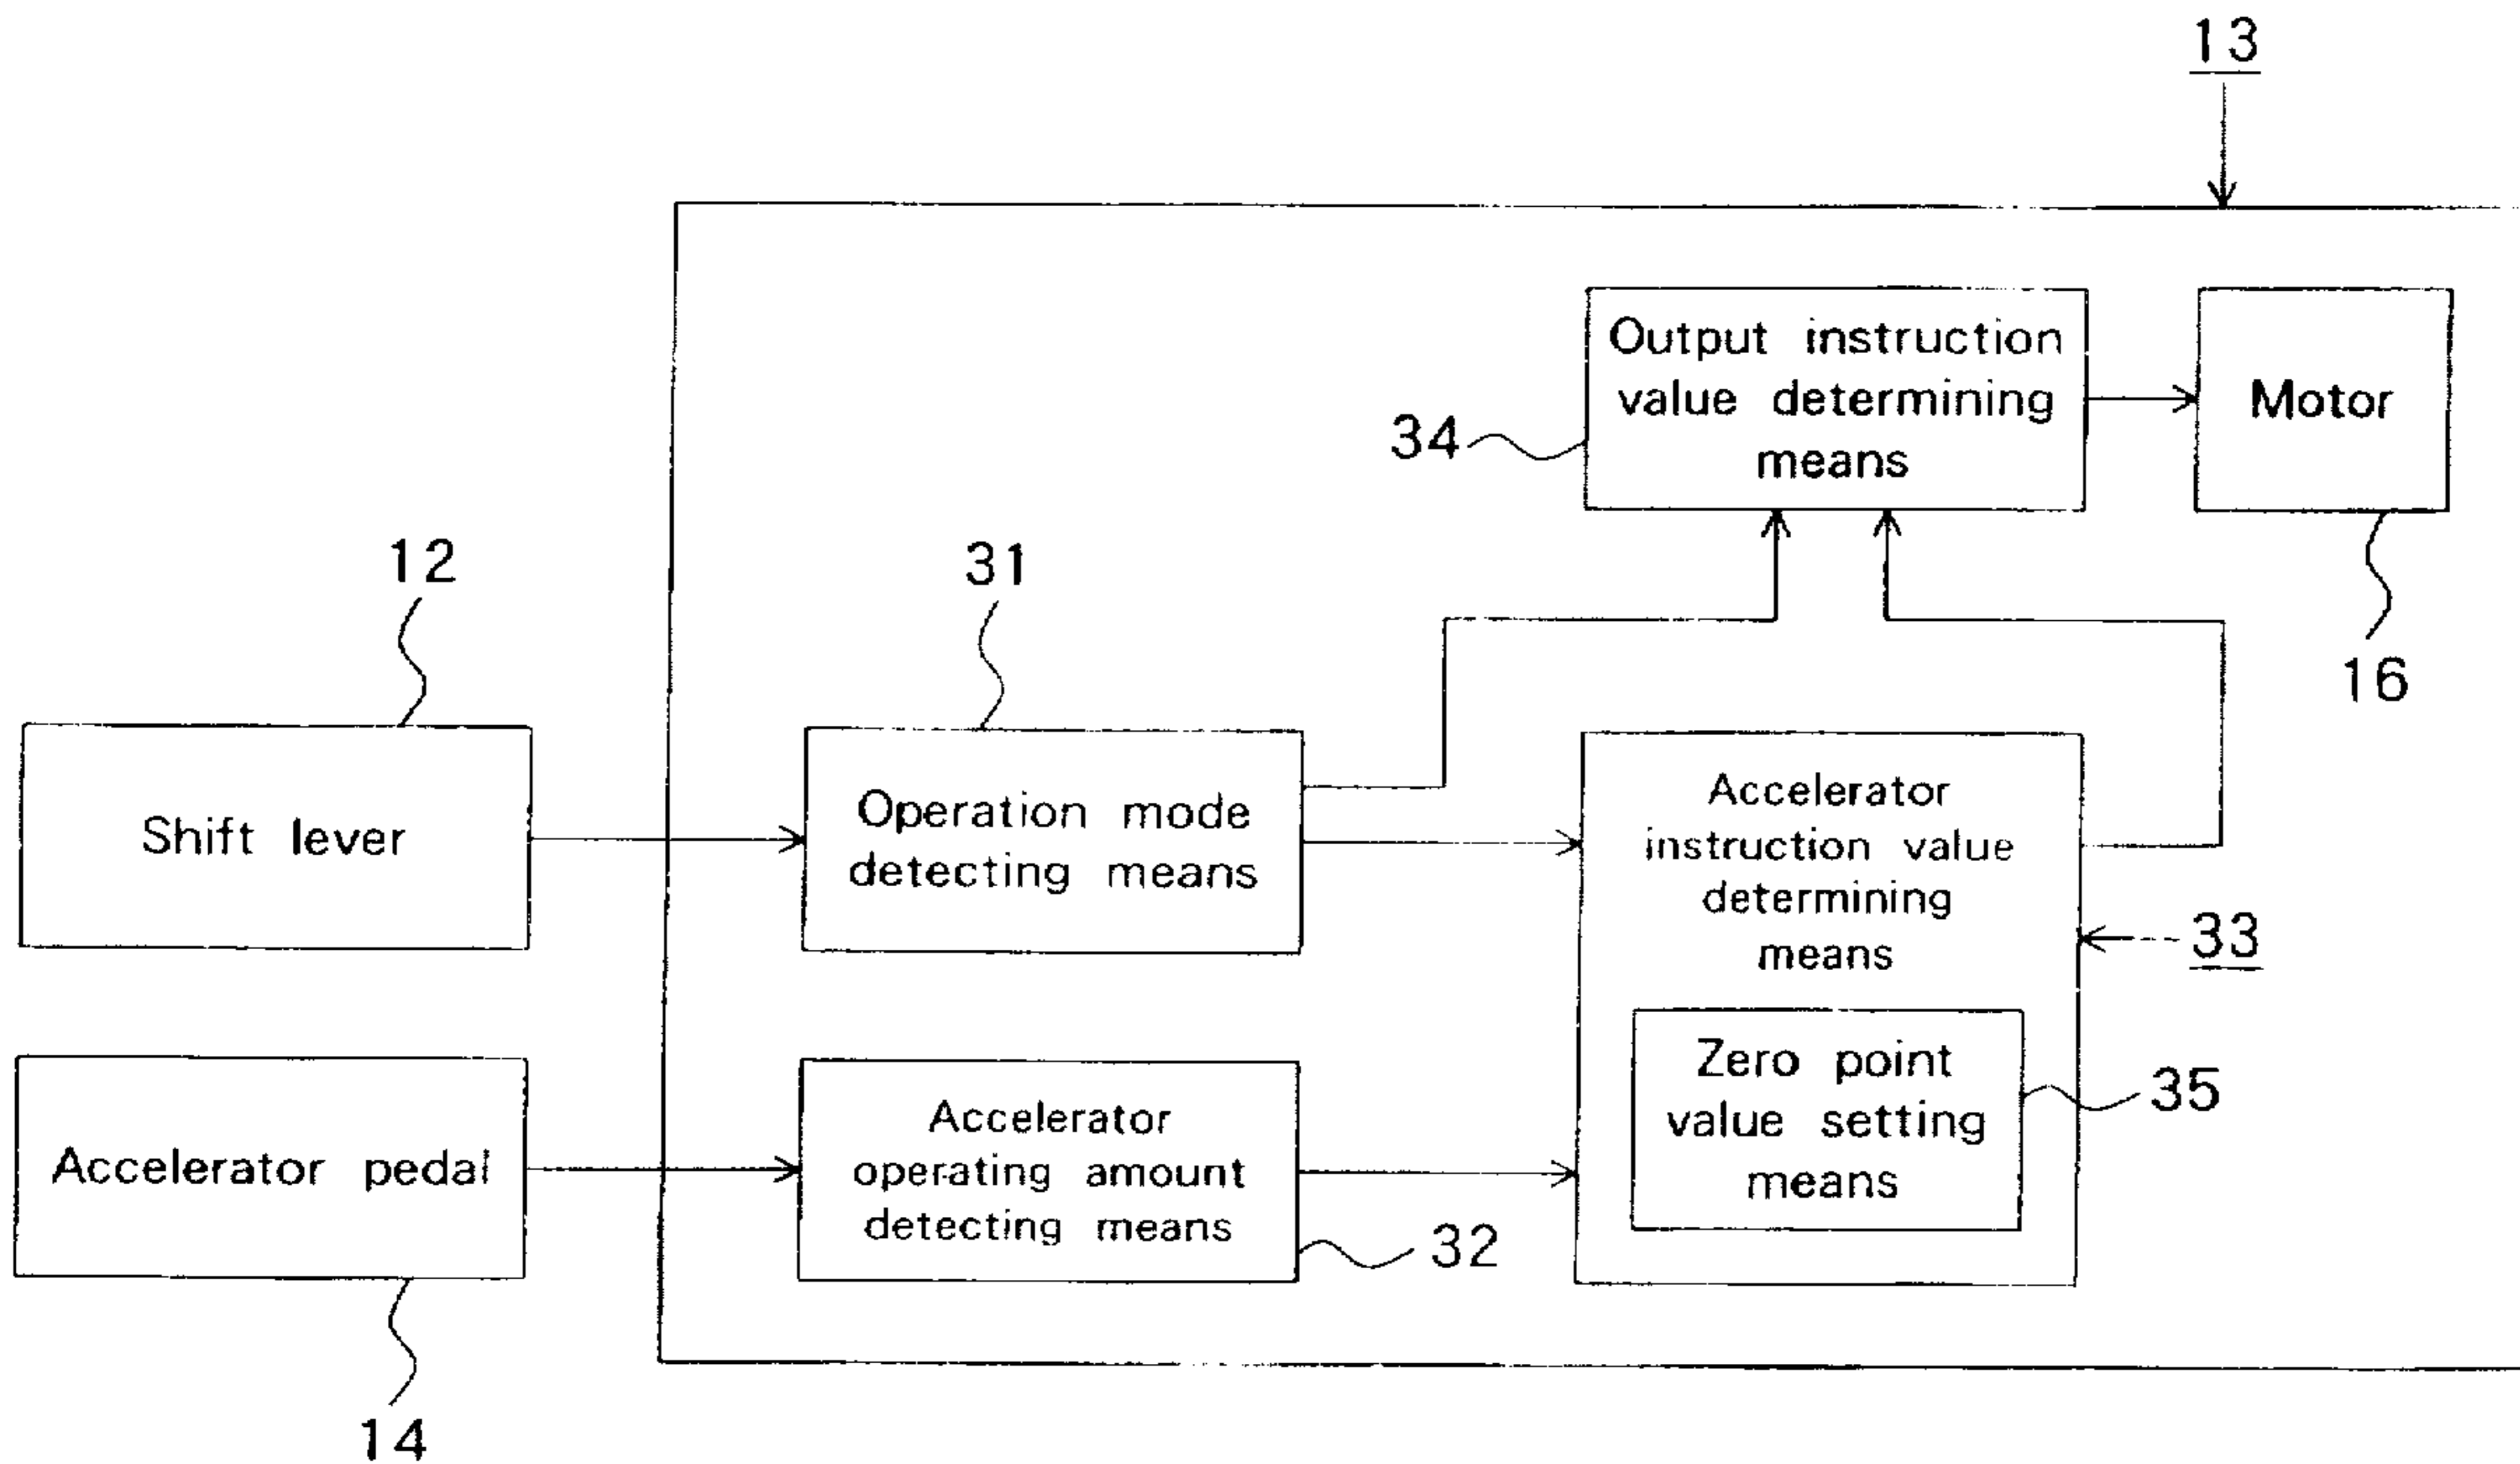 13
Output instruction
value determining
means
Motor
34
16
12
31
Shift lever
Operation mode
detecting means
Accelerator
instruction value
determining
means
33
Zero point
value setting
means
35
Accelerator pedal
Accelerator
operating amount
detecting means
32
14